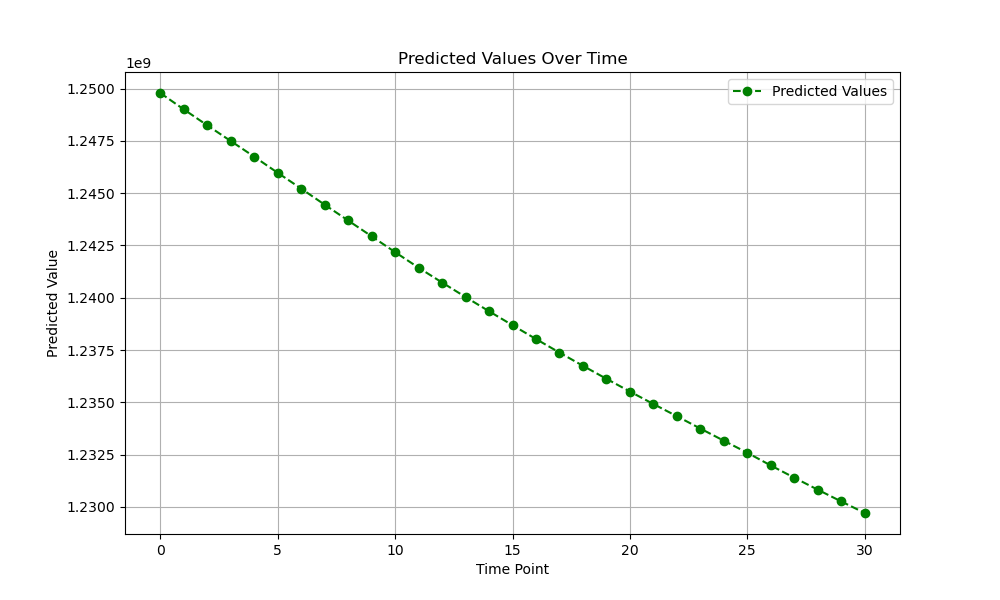 Predicted Values Over Time
1e9
Predicted Values
1.2500
1.2475
1.2450
1.2425
1.2400
1.2375
1.2350
1.2325
1.2300
Predicted Value
0 5 10 15 20 25 30
Time Point